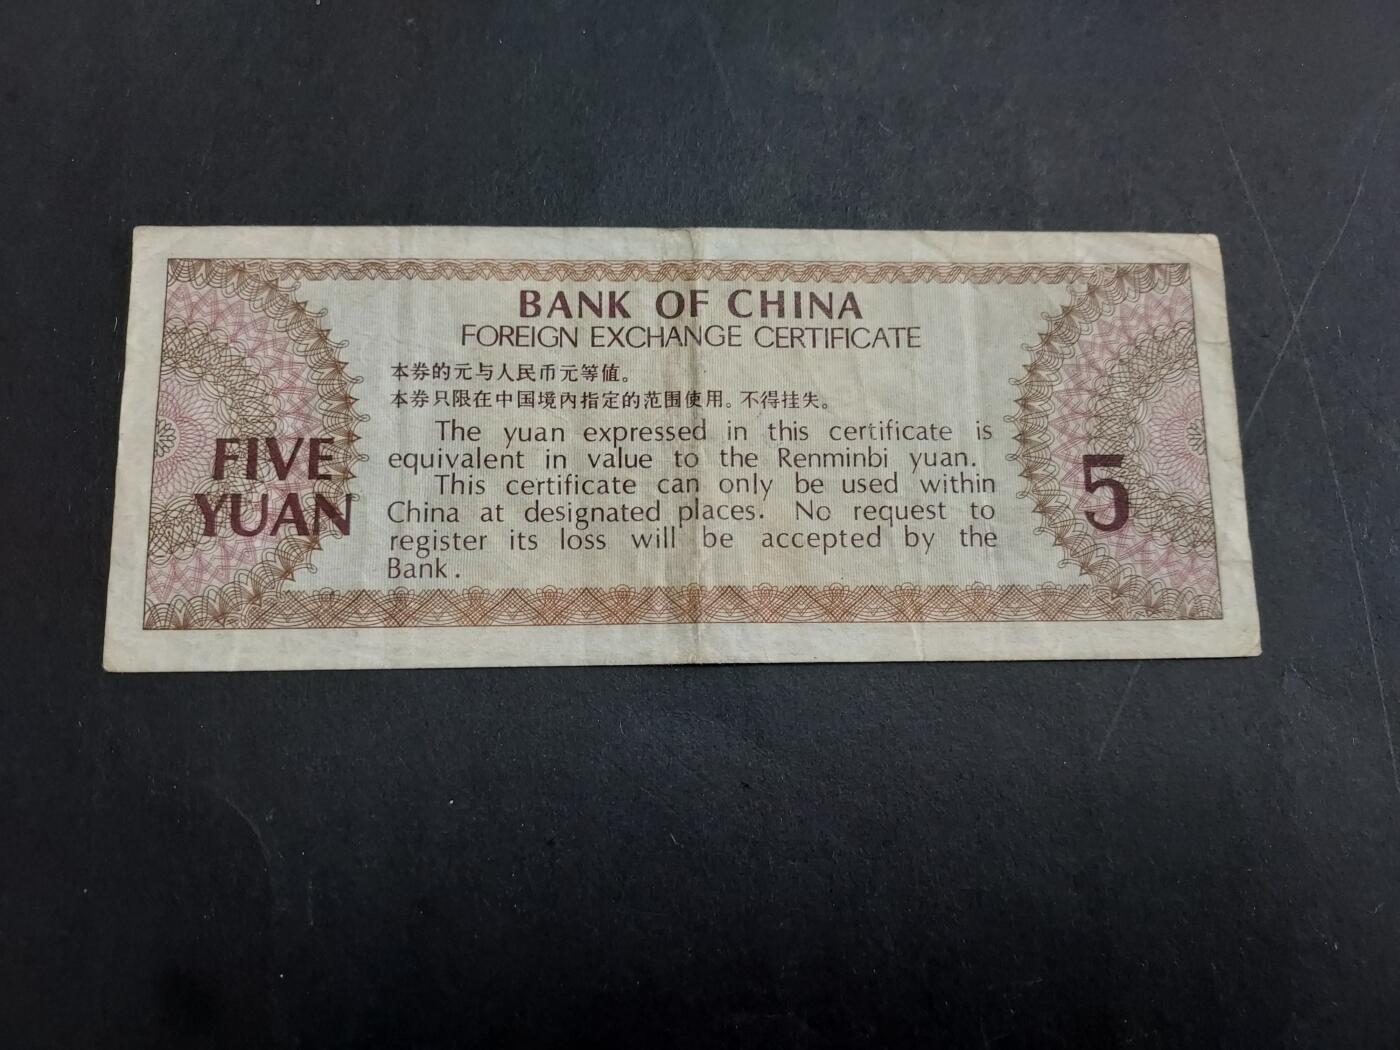 BANK OF CHINA
FOREIGN EXCHANGE CERTIFICATE
本券的元与人民币元等值。
本券只限在中国境内指定的范围使用。不得挂失。
The yuan expressed in this certificate is
equivalent in value to the Renminbi yuan.
This certificate can only be used within
China at designated places. No request to
register its loss will be accepted by the
Bank.
FIVE
YUAN
5